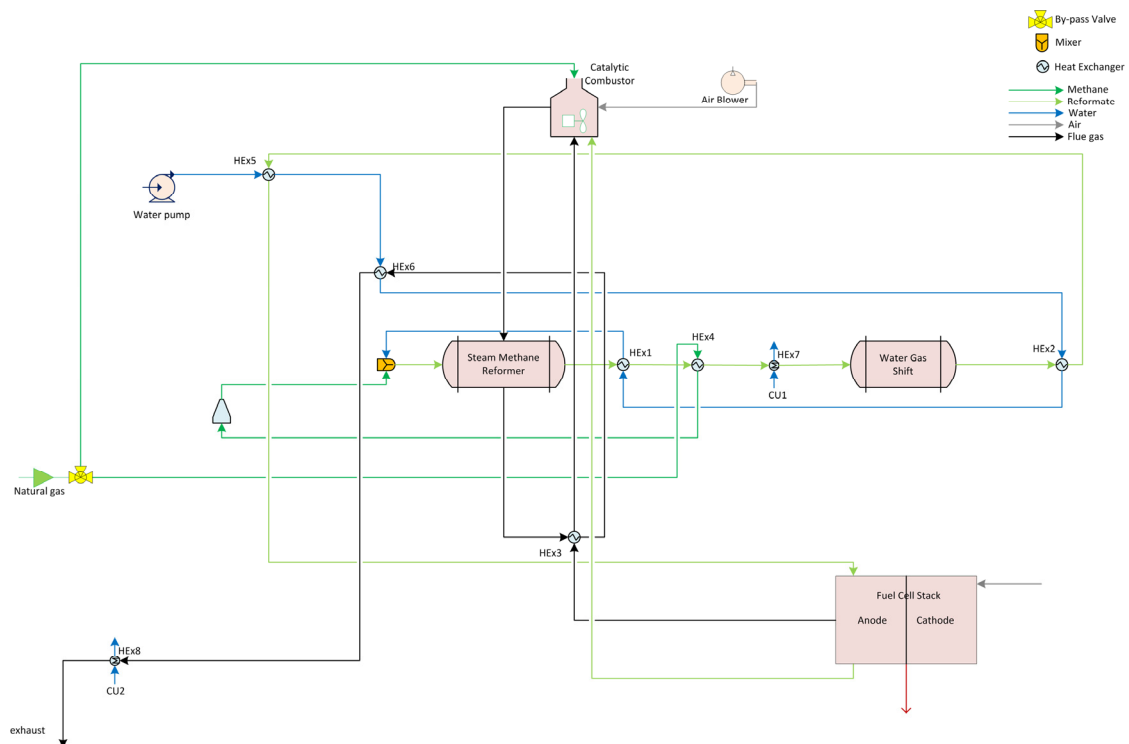 By-pass Valve
Mixer
Heat Exchanger
Methane
Reformate
Water
Air
Flue gas
Catalytic
Combustor
Air Blower
HEx5
Water pump
HEx6
HEx4
HEx1
HEx7
HEx2
Steam Methane
Reformer
Water Gas
Shift
CU1
Natural gas
HEx3
Fuel Cell Stack
Anode
Cathode
HEx8
CU2
exhaust